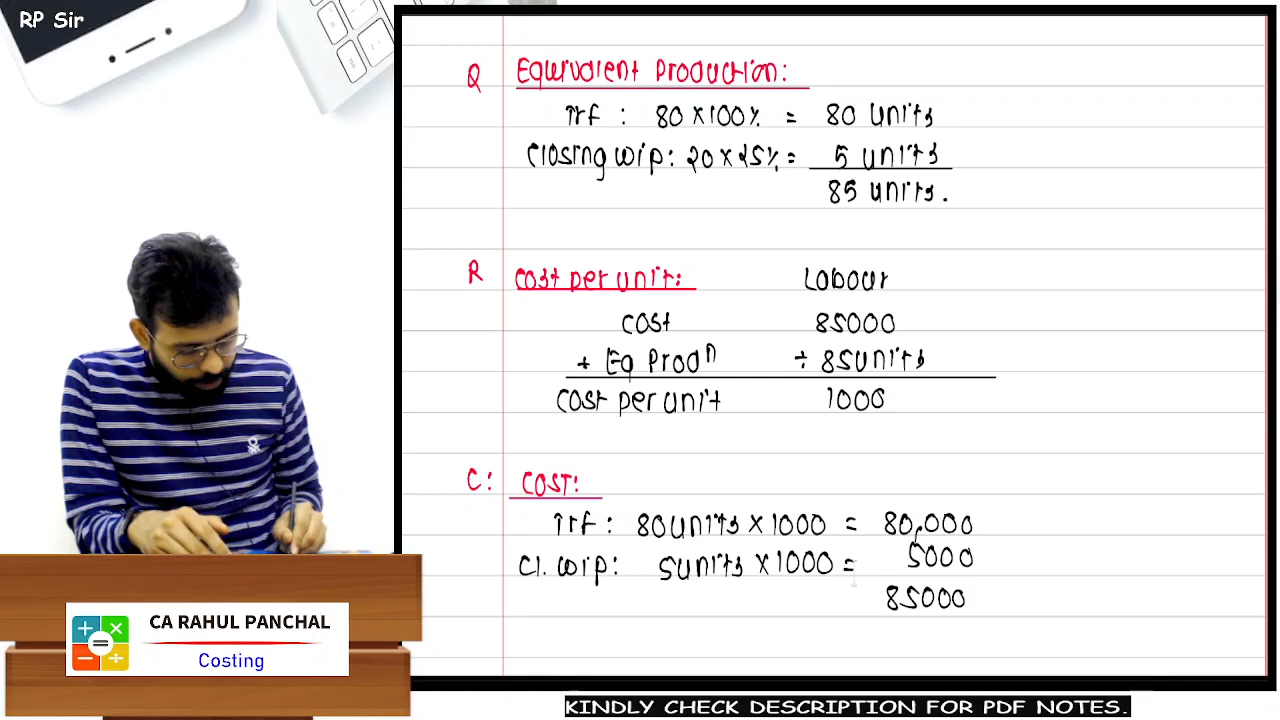 RP Sir
Q Equivalent Production:
Trf : 80 × 100% = 80 units
Closing WIP: 20 × 25% = 5 units
85 units.
R Cost per unit: Labour
Cost 85000
÷ Eq Prodⁿ ÷ 85units
Cost per unit 1000
C: COST:
Trf : 80units × 1000 = 80,000
Cl. WIP: 5units × 1000 = 5000
85000
CA RAHUL PANCHAL
Costing
KINDLY CHECK DESCRIPTION FOR PDF NOTES.